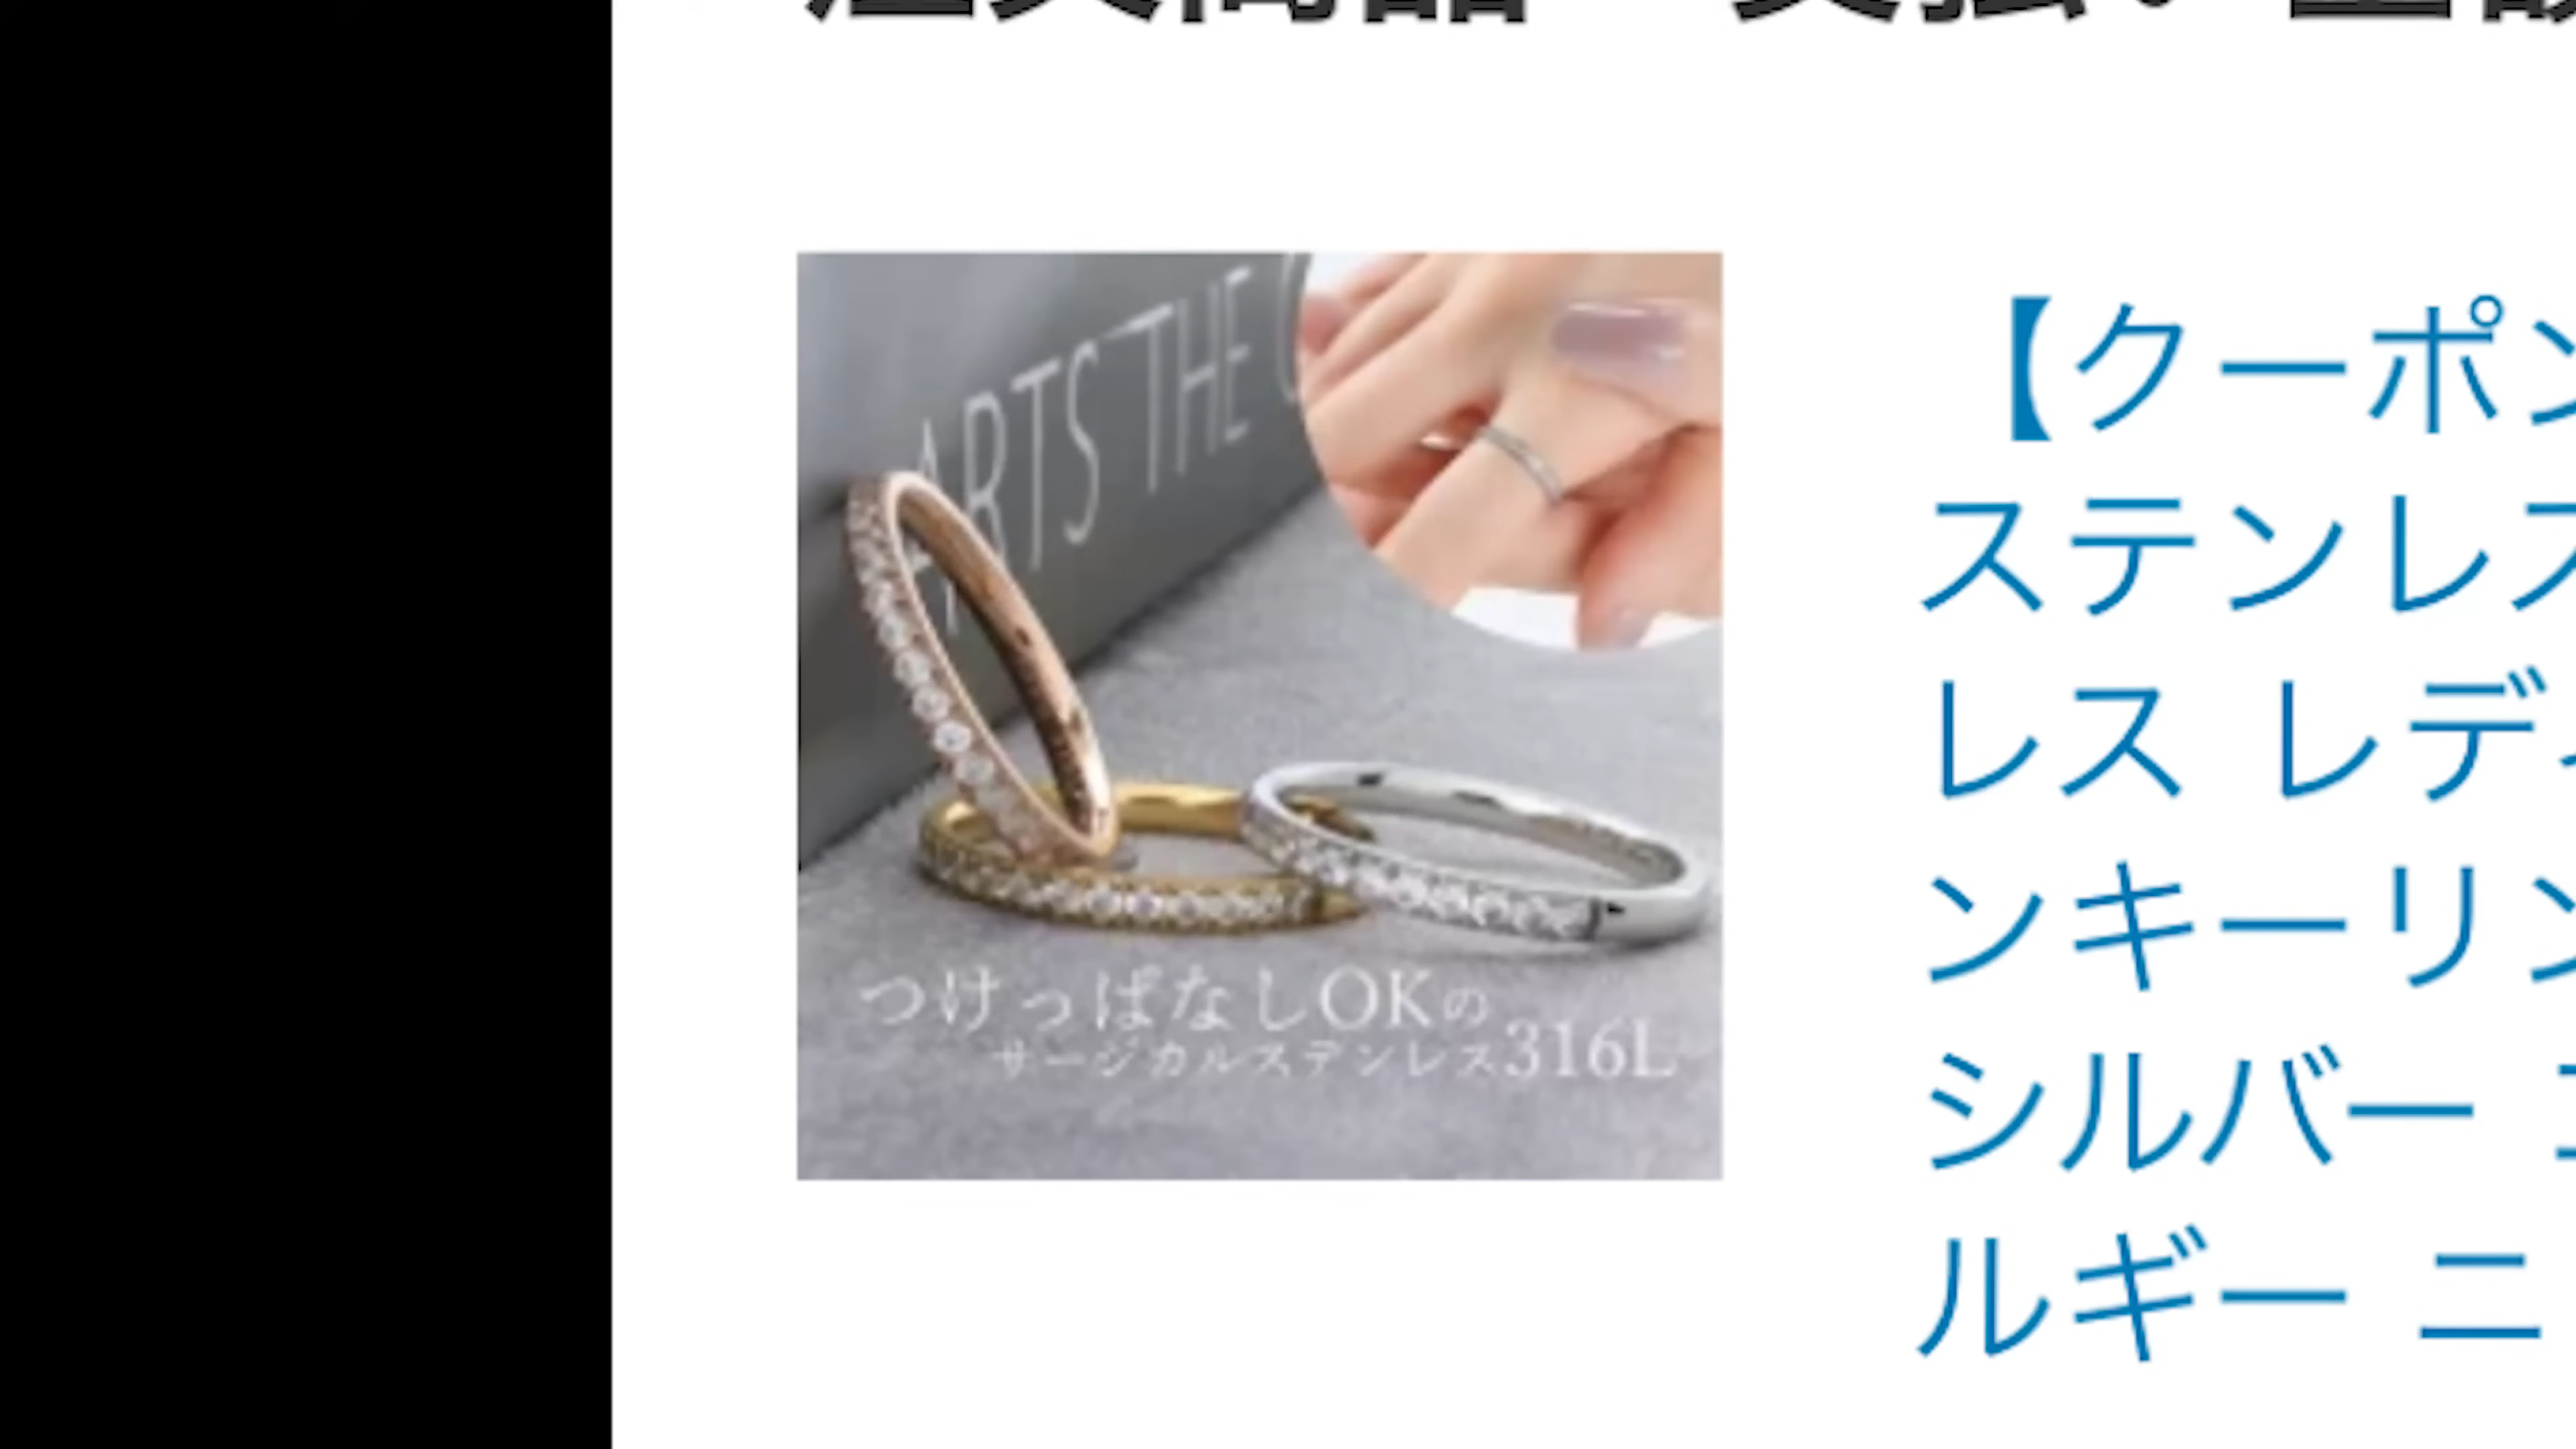 【クーポン
ステンレス
レス レディ
ンキーリン
シルバー
ルギー ニ
ARTS THE
つけっぱなしOKの
サージカルステンレス316L